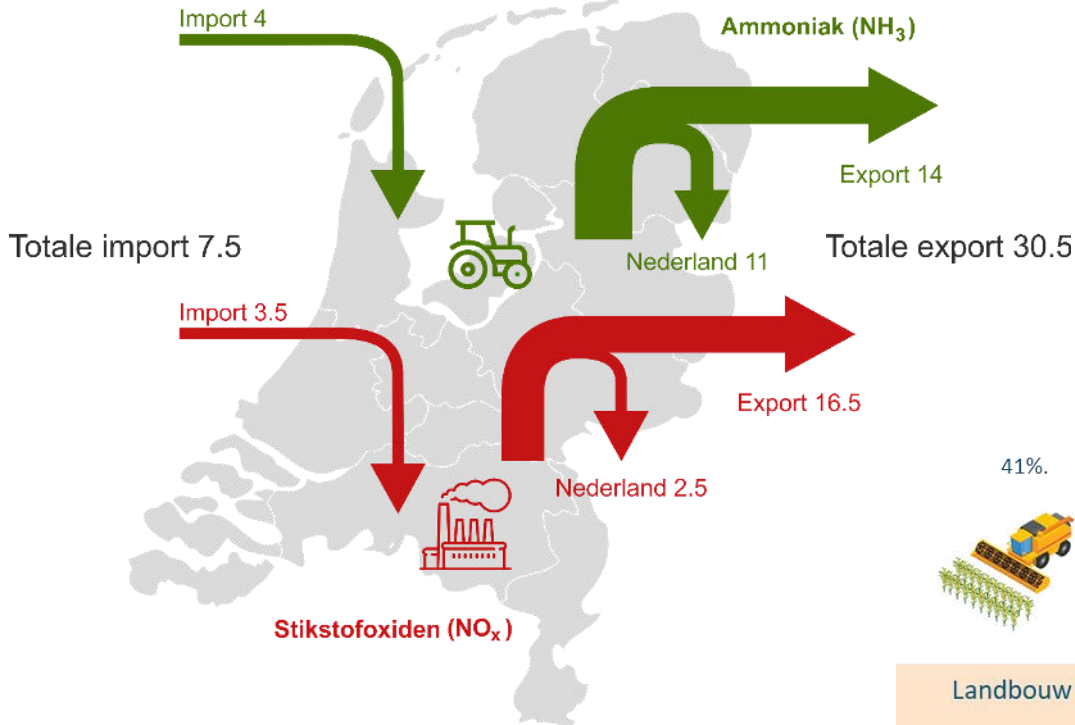 Import 4
Ammoniak (NH₃)
Export 14
Totale import 7.5
Totale export 30.5
Nederland 11
Import 3.5
Export 16.5
41%.
Nederland 2.5
Stikstofoxiden (NOₓ)
Landbouw